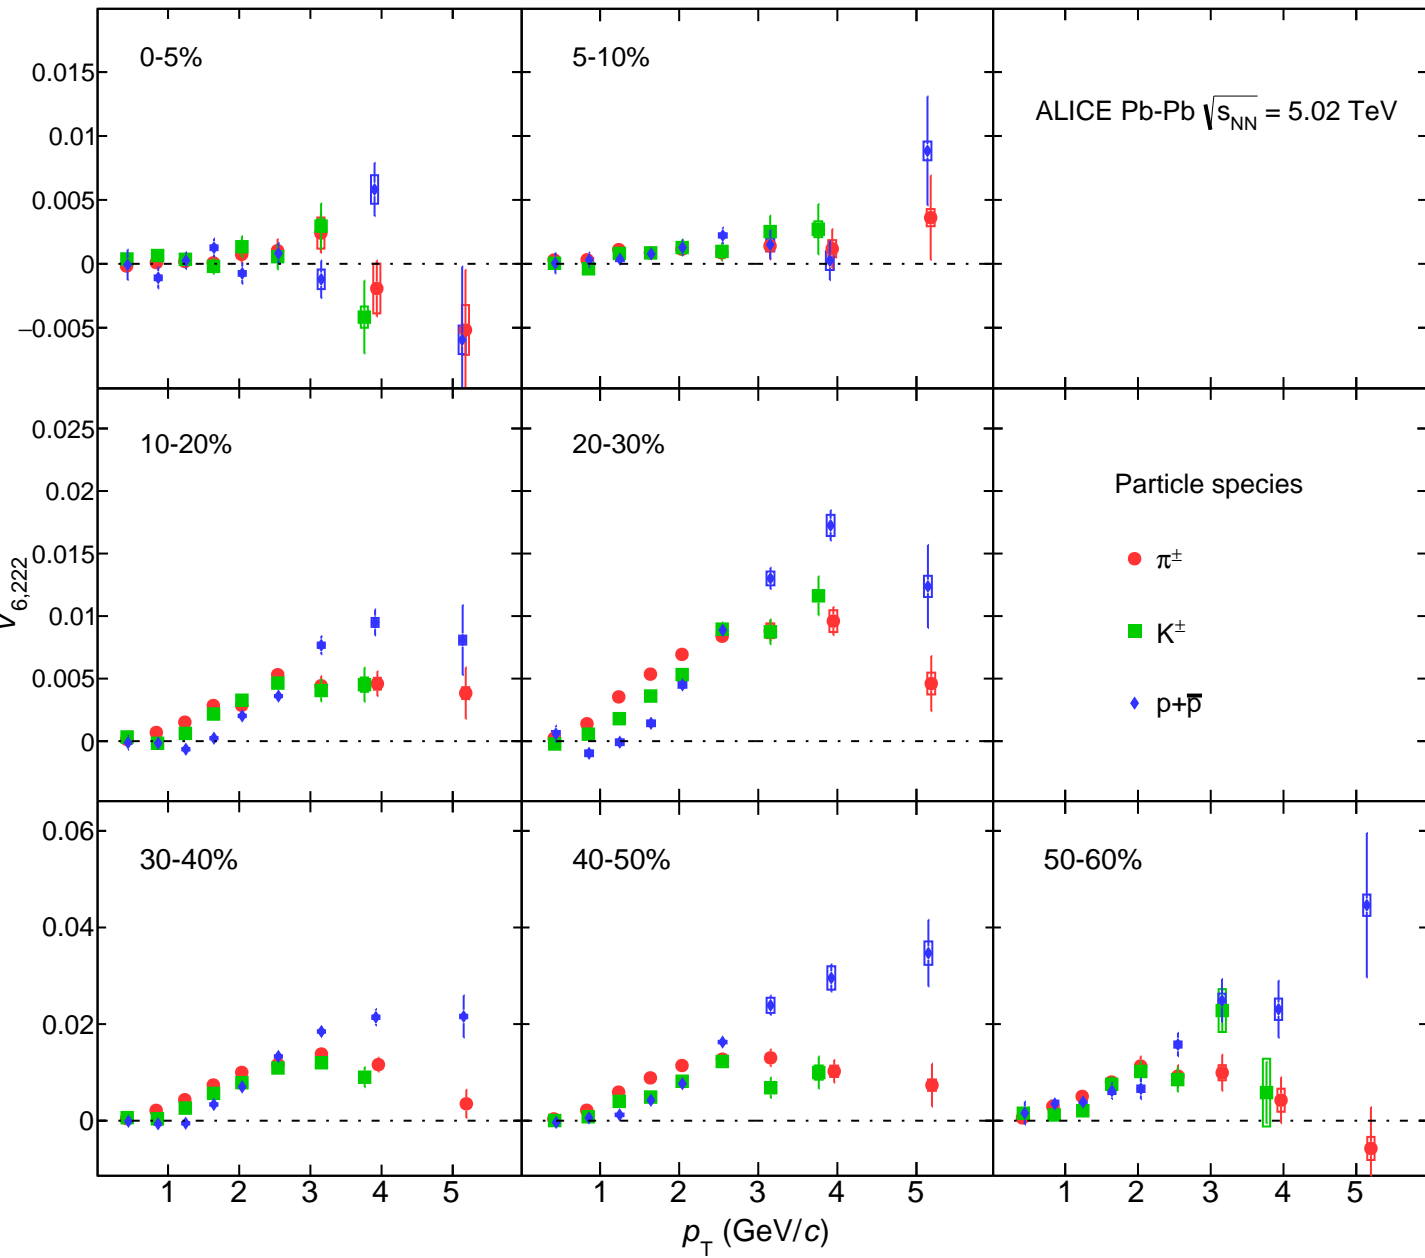 0-5%
5-10%
ALICE Pb-Pb √s_NN = 5.02 TeV
0.015
0.01
0.005
0
−0.005
10-20%
20-30%
Particle species
π±
K±
p+p̅
0.025
0.02
0.015
0.01
0.005
0
v6,222
30-40%
40-50%
50-60%
0.06
0.04
0.02
0
1 2 3 4 5
1 2 3 4 5
1 2 3 4 5
p_T (GeV/c)